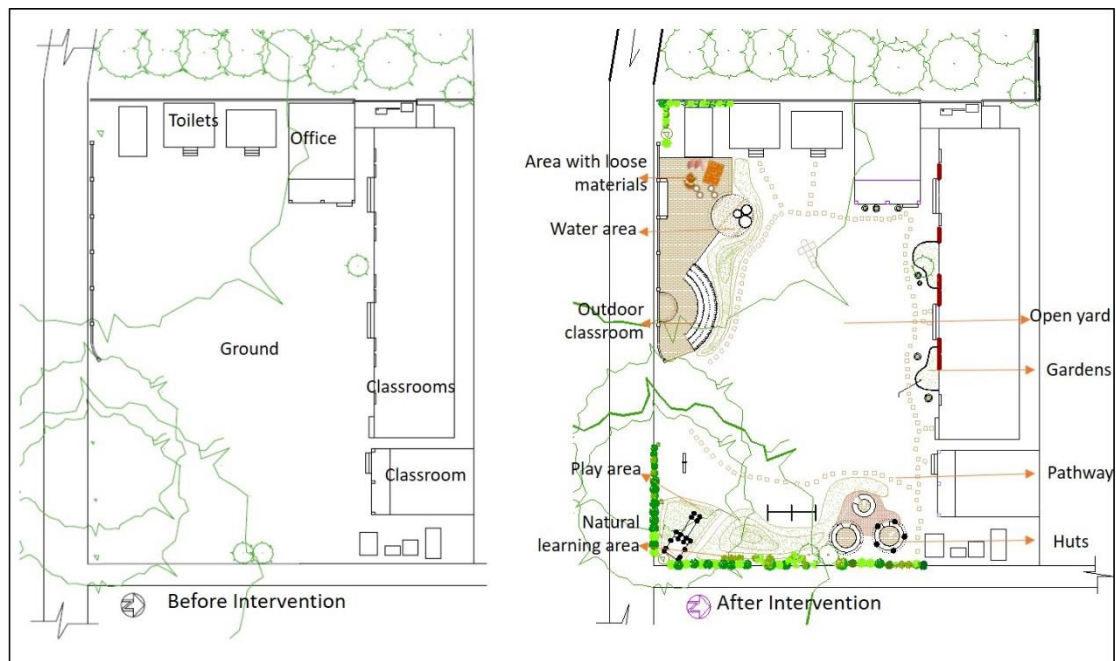 Toilets
Office
Ground
Classrooms
Classroom
N
Before Intervention
Area with loose
materials
Water area
Outdoor
classroom
Open yard
Gardens
Play area
Pathway
Natural
learning area
Huts
N
After Intervention